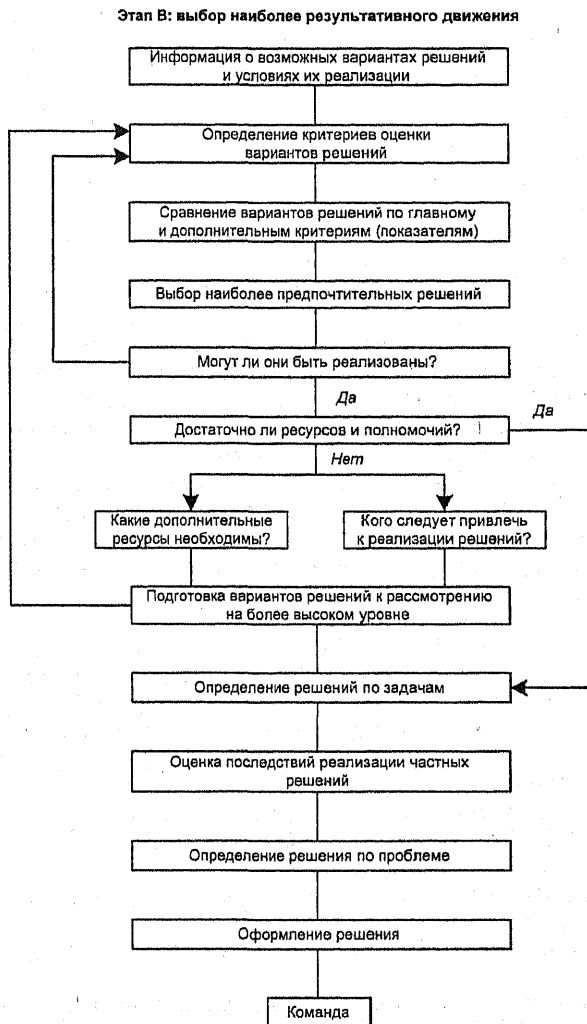 Этап В: выбор наиболее результативного движения
Информация о возможных вариантах решений
и условиях их реализации
Определение критериев оценки
вариантов решений
Сравнение вариантов решений по главному
и дополнительным критериям (показателям)
Выбор наиболее предпочтительных решений
Могут ли они быть реализованы?
Да
Достаточно ли ресурсов и полномочий?
Да
Нет
Какие дополнительные
ресурсы необходимы?
Кого следует привлечь
к реализации решений?
Подготовка вариантов решений к рассмотрению
на более высоком уровне
Определение решений по задачам
Оценка последствий реализации частных
решений
Определение решения по проблеме
Оформление решения
Команда